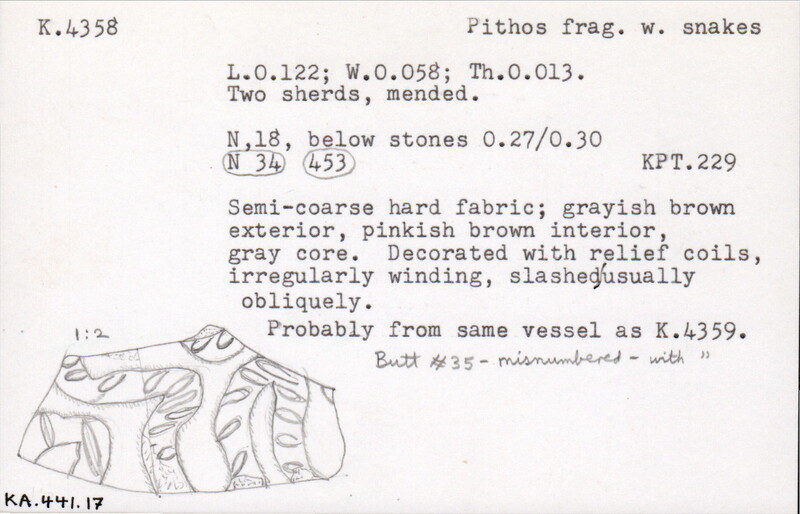 K.4358 Pithos frag. w. snakes
L.0.122; W.0.058; Th.0.013.
Two sherds, mended.
N,18, below stones 0.27/0.30
N 34 453 KPT.229
Semi-coarse hard fabric; grayish brown
exterior, pinkish brown interior,
gray core. Decorated with relief coils,
irregularly winding, slashed/usually
obliquely.
1:2 Probably from same vessel as K.4359.
Butt #35 - misnumbered - with "
KA.441.17